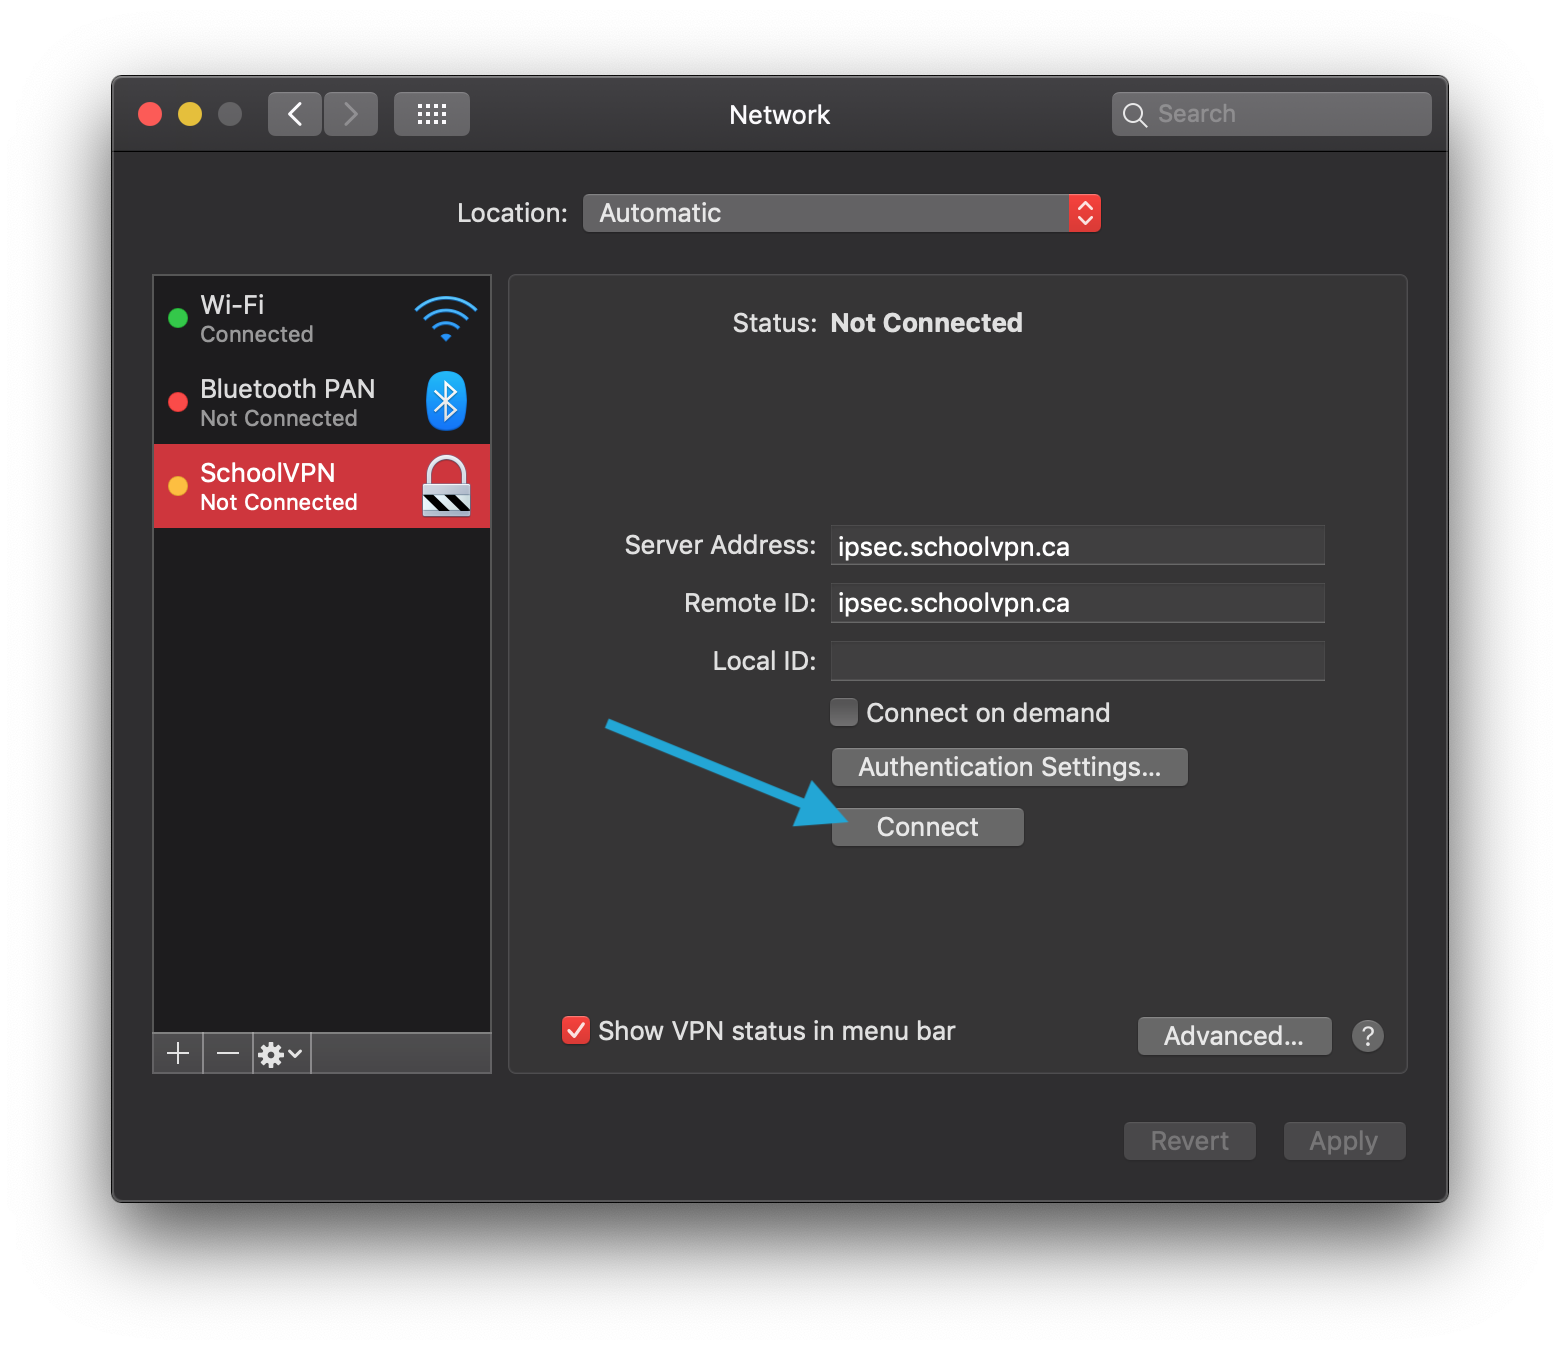 Network
Search
Location: Automatic
Wi-Fi
Connected
Bluetooth PAN
Not Connected
SchoolVPN
Not Connected
Status: Not Connected
Server Address: ipsec.schoolvpn.ca
Remote ID: ipsec.schoolvpn.ca
Local ID:
Connect on demand
Authentication Settings...
Connect
Show VPN status in menu bar
Advanced...
?
Revert
Apply